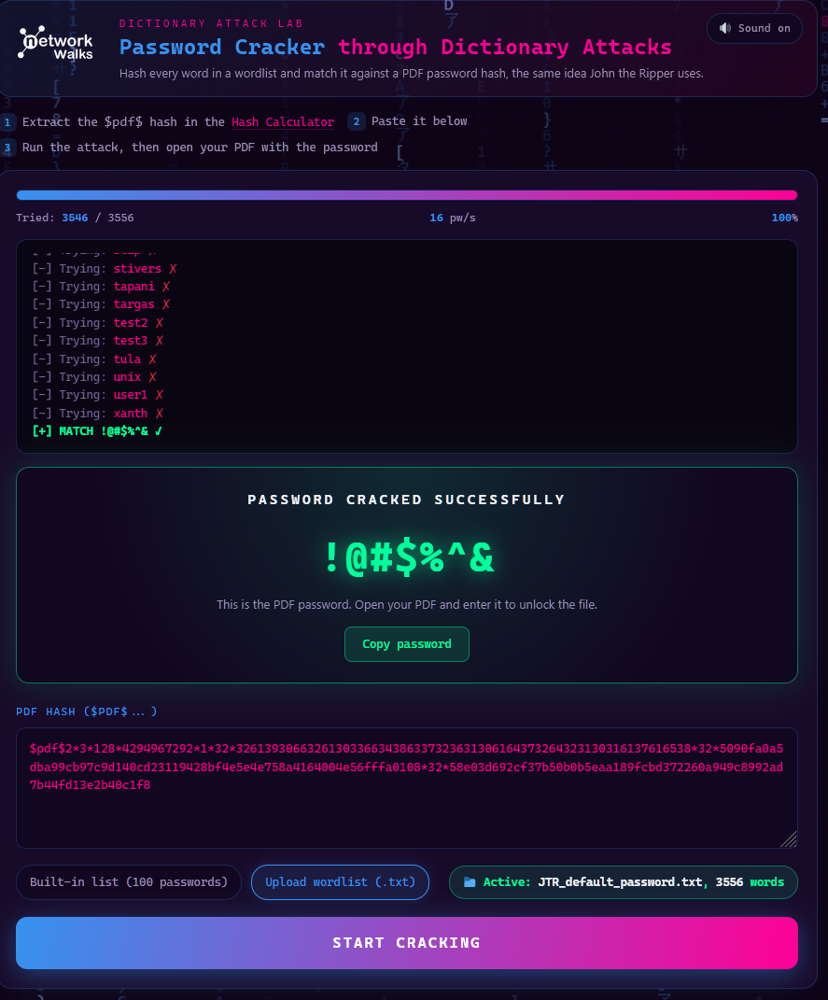 DICTIONARY ATTACK LAB
network
walks
Password Cracker through Dictionary Attacks
Sound on
Hash every word in a wordlist and match it against a PDF password hash, the same idea John the Ripper uses.
1 Extract the $pdf$ hash in the Hash Calculator 2 Paste it below
3 Run the attack, then open your PDF with the password
Tried: 3546 / 3556 16 pw/s 100%
[-] Trying: stivers ✗
[-] Trying: tapani ✗
[-] Trying: targas ✗
[-] Trying: test2 ✗
[-] Trying: test3 ✗
[-] Trying: tula ✗
[-] Trying: unix ✗
[-] Trying: user1 ✗
[-] Trying: xanth ✗
[+] MATCH !@#$%^& ✓
PASSWORD CRACKED SUCCESSFULLY
!@#$%^&
This is the PDF password. Open your PDF and enter it to unlock the file.
Copy password
PDF HASH ($PDF$...)
$pdf$2*3*128*4294967292*1*32*3261393066326130336634386337323631306164373264323130316137616538*32*5090fa0a5
dba99cb97c9d140cd23119428bf4e5e4e758a4164004e56fffa0108*32*58e03d692cf37b50b0b5eaa189fcbd372260a949c8992ad
7b44fd13e2b40c1f8
Built-in list (100 passwords) Upload wordlist (.txt) Active: JTR_default_password.txt, 3556 words
START CRACKING